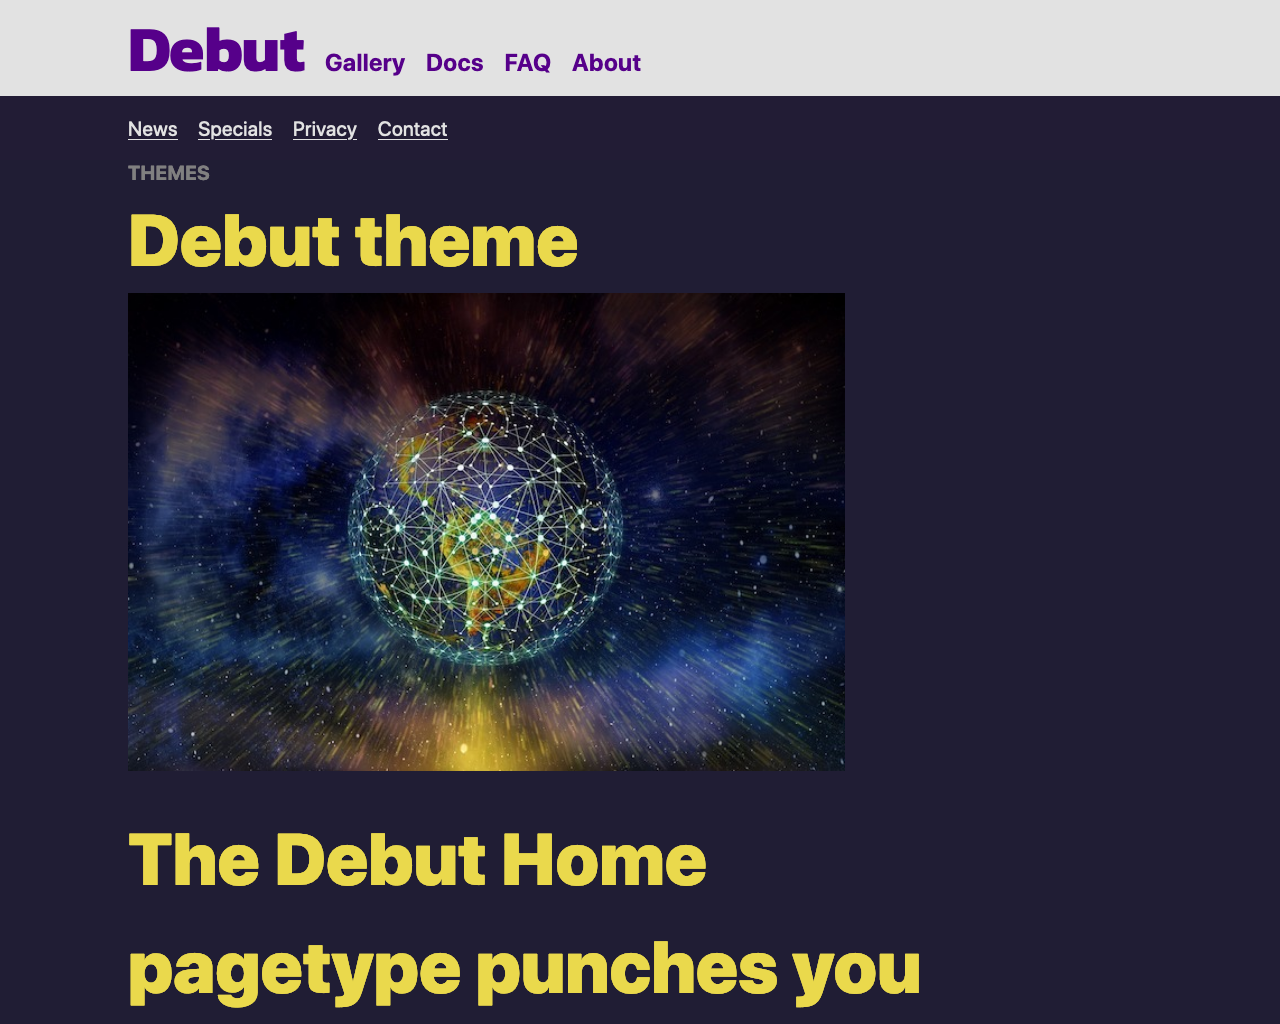 Debut Gallery Docs FAQ About
News Specials Privacy Contact
THEMES
Debut theme
The Debut Home
pagetype punches you